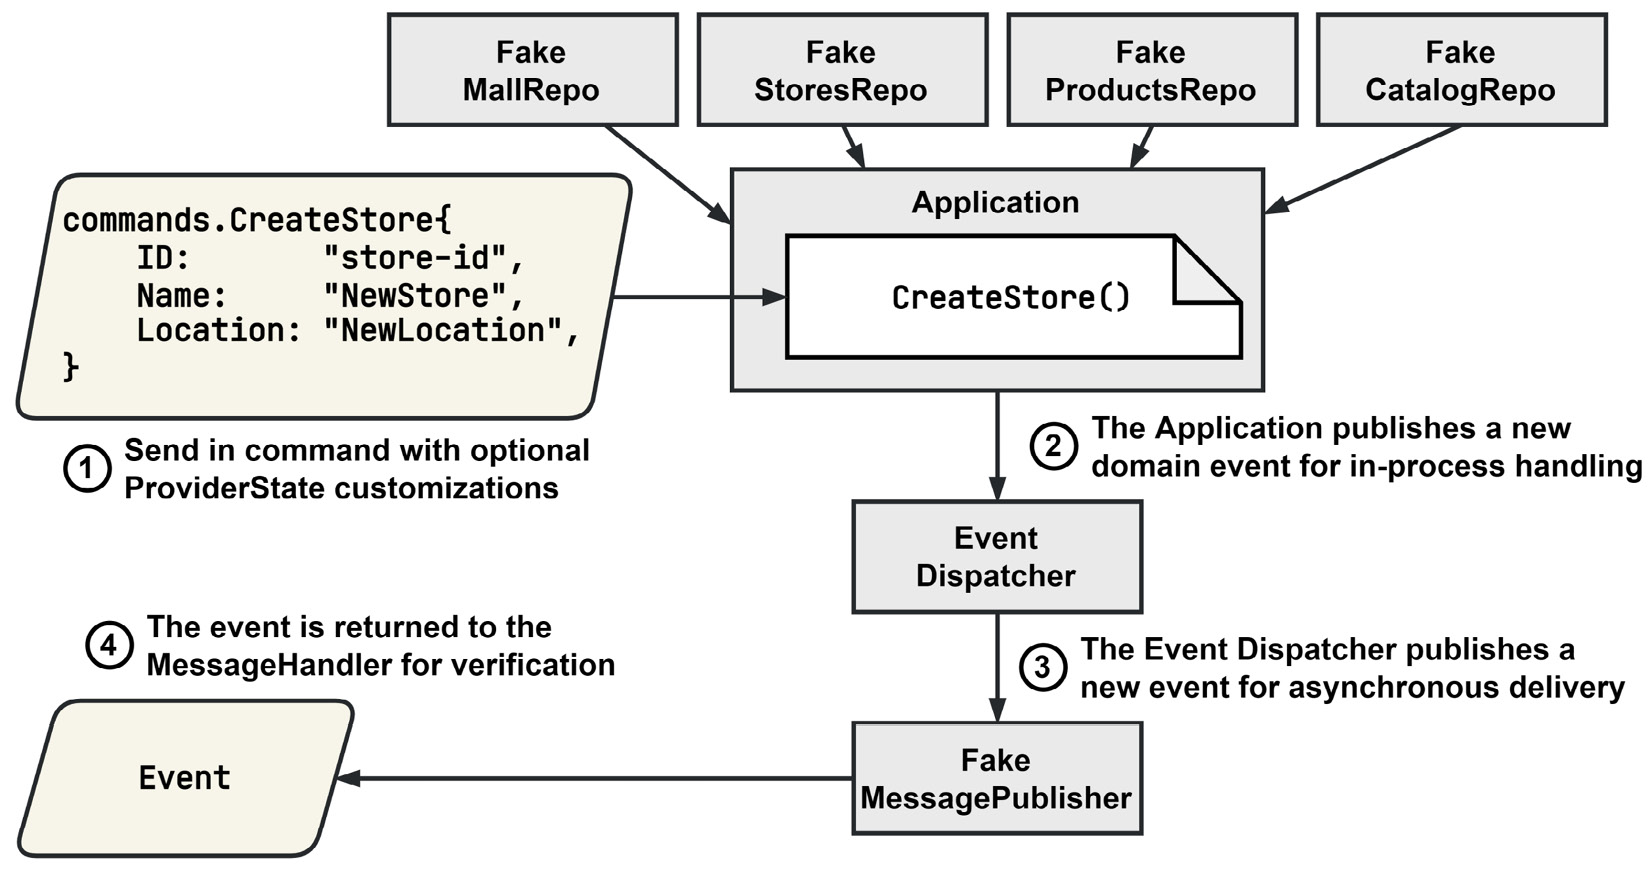 Fake
MallRepo
Fake
StoresRepo
Fake
ProductsRepo
Fake
CatalogRepo
commands.CreateStore{
    ID:       "store-id",
    Name:     "NewStore",
    Location: "NewLocation",
}
Application
CreateStore()
1 Send in command with optional
ProviderState customizations
2 The Application publishes a new
domain event for in-process handling
Event
Dispatcher
3 The Event Dispatcher publishes a
new event for asynchronous delivery
4 The event is returned to the
MessageHandler for verification
Fake
MessagePublisher
Event